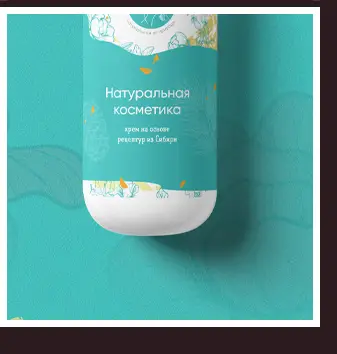 Натуральная
косметика
крем на основе
рецептур из Сибири